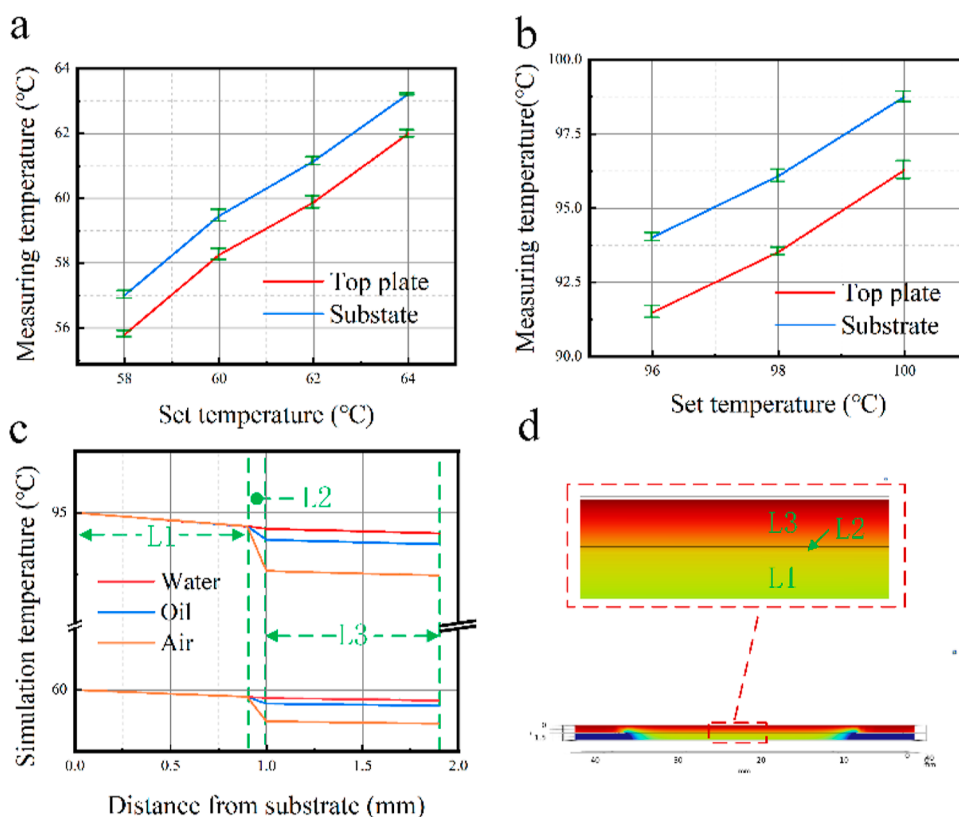 a
Measuring temperature (°C)
64
62
60
58
56
Top plate
Substate
58 60 62 64
Set temperature (°C)
b
Measuring temperature(°C)
100.0
97.5
95.0
92.5
90.0
Top plate
Substrate
96 98 100
Set temperature (°C)
c
Simulation temperature (°C)
95
60
L1
L2
L3
Water
Oil
Air
0.0 0.5 1.0 1.5 2.0
Distance from substrate (mm)
d
L3
L2
L1
40 30 20 10 0
mm